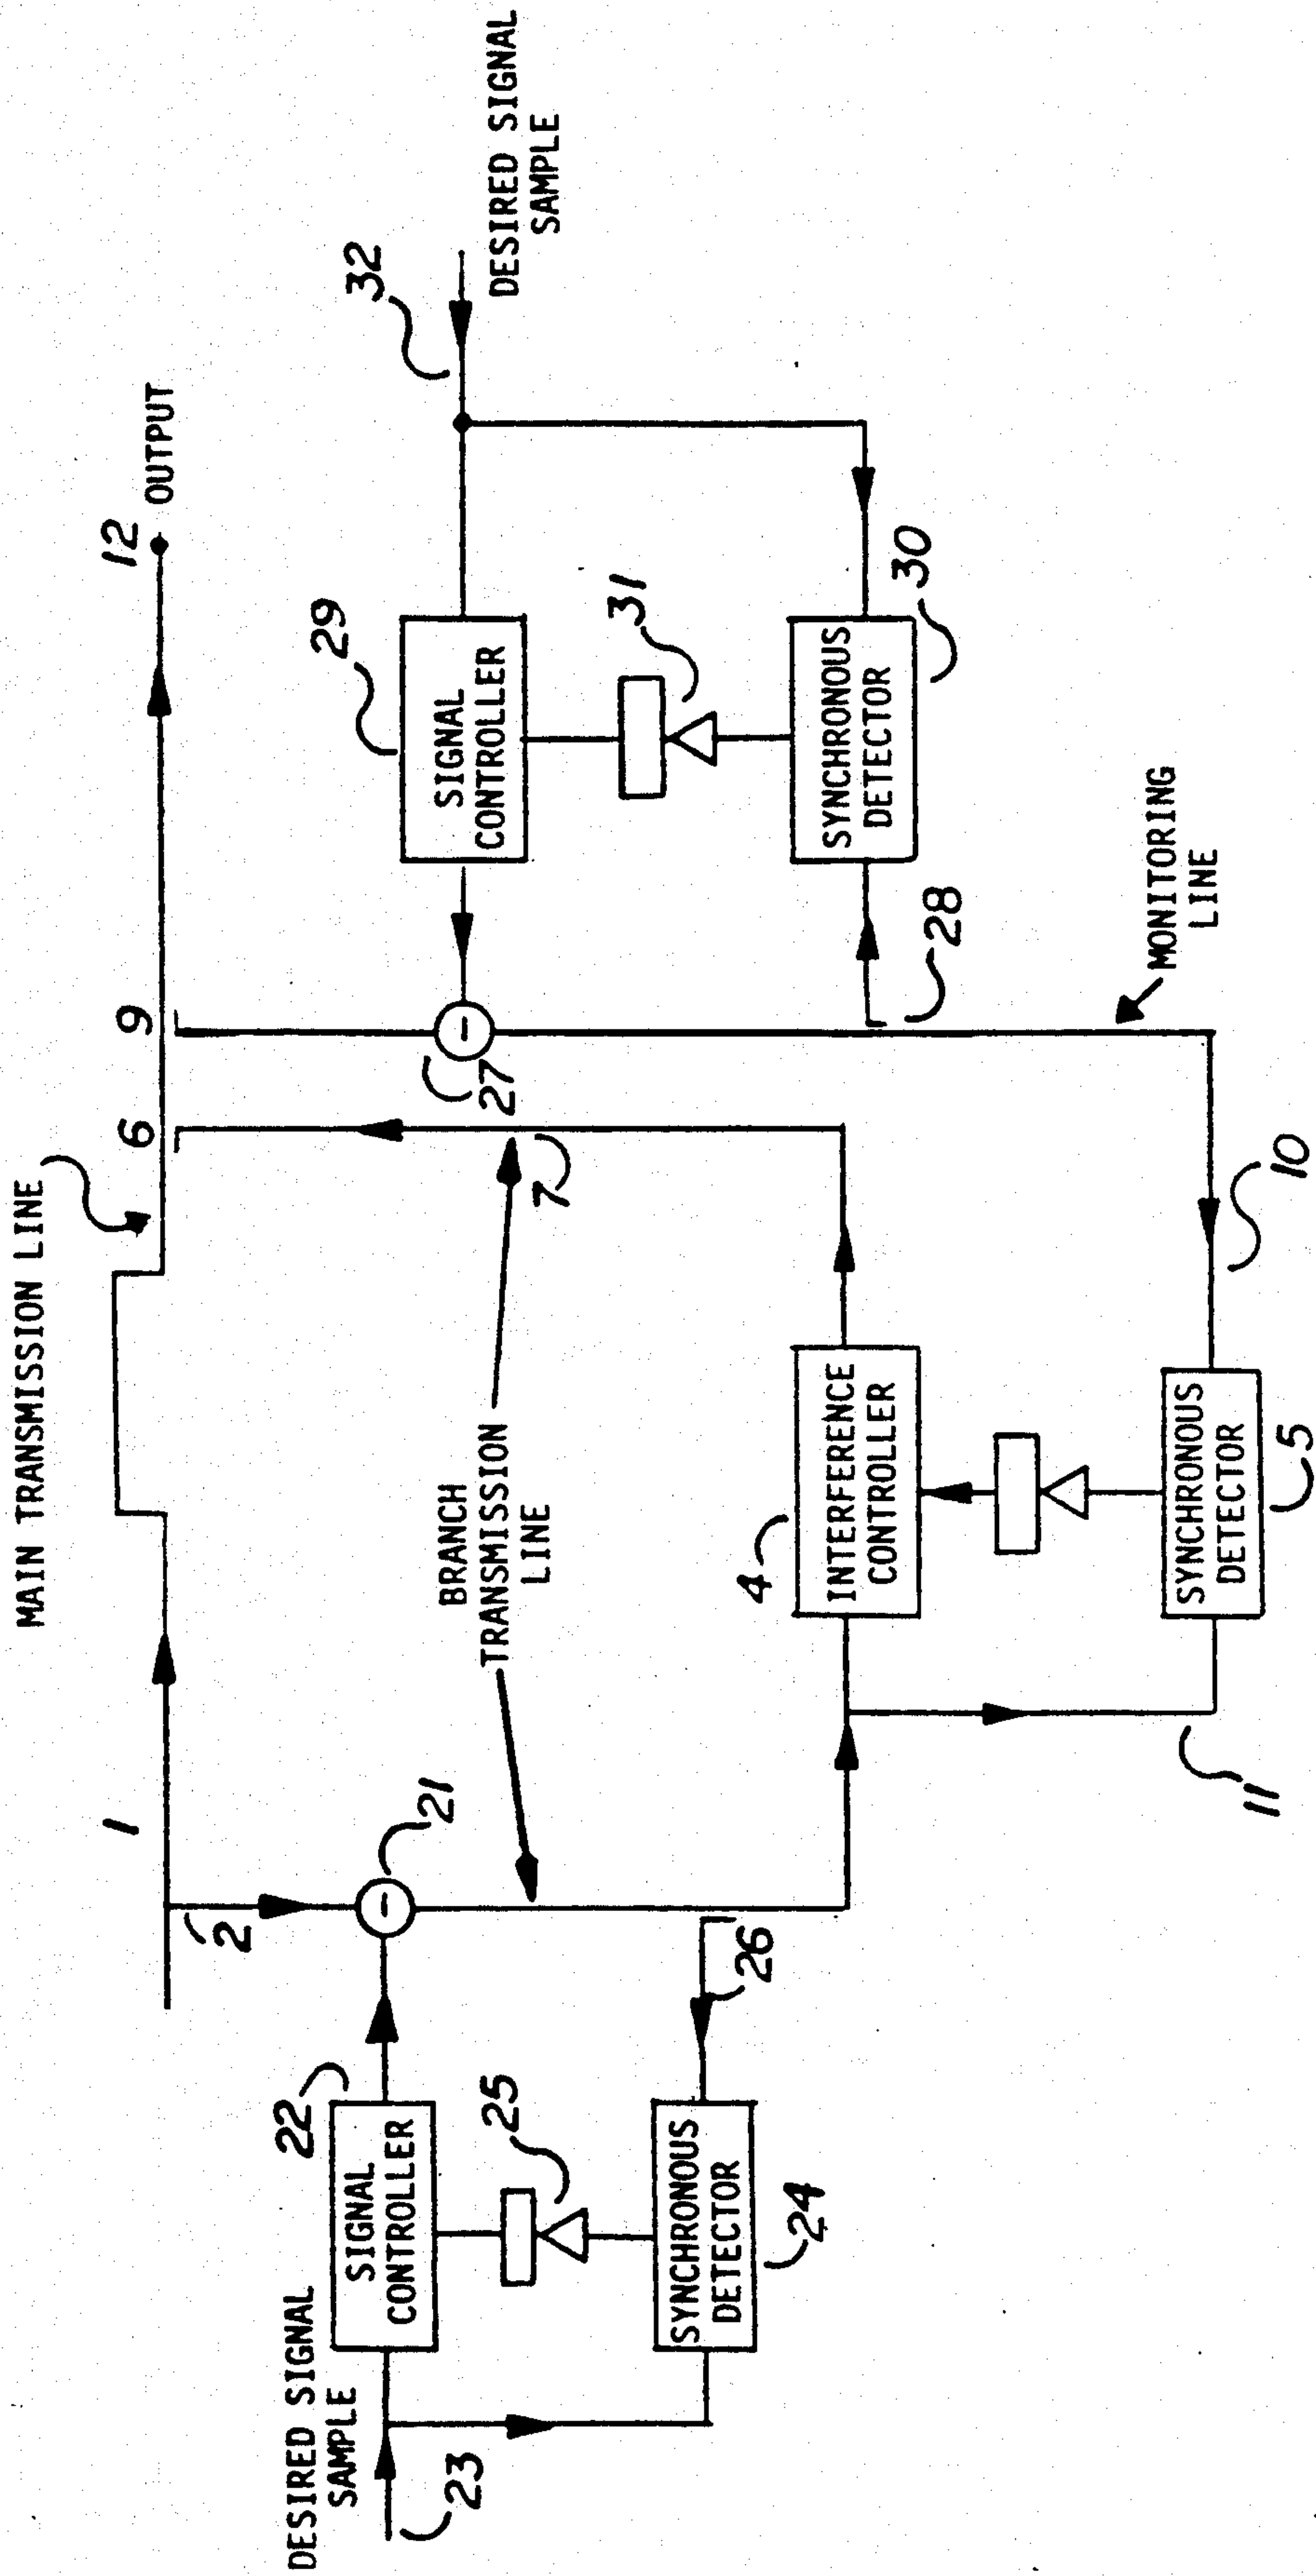 MAIN TRANSMISSION LINE
1
2
6
9
12
OUTPUT
DESIRED SIGNAL
SAMPLE
23
22
SIGNAL
CONTROLLER
21
25
SYNCHRONOUS
DETECTOR
24
26
BRANCH
TRANSMISSION
LINE
7
4
INTERFERENCE
CONTROLLER
11
SYNCHRONOUS
DETECTOR
5
10
27
29
SIGNAL
CONTROLLER
31
32
DESIRED SIGNAL
SAMPLE
SYNCHRONOUS
DETECTOR
30
28
MONITORING
LINE